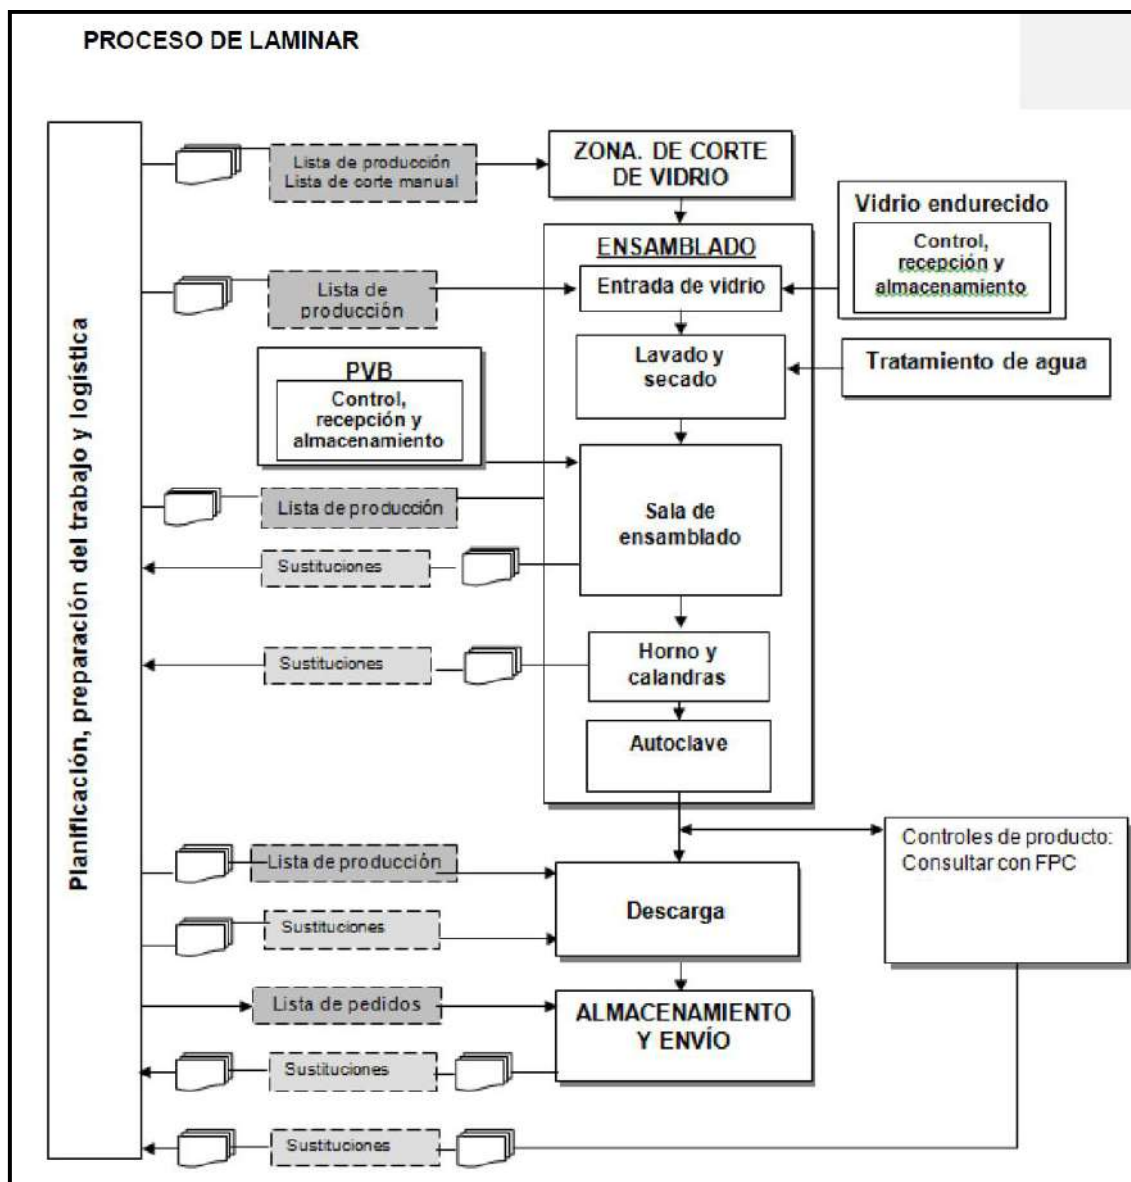 PROCESO DE LAMINAR
Planificación, preparación del trabajo y logística
Lista de producción
Lista de corte manual
ZONA. DE CORTE
DE VIDRIO
Vidrio endurecido
Control,
recepción y
almacenamiento
ENSAMBLADO
Lista de
producción
Entrada de vidrio
Lavado y
secado
Tratamiento de agua
PVB
Control,
recepción y
almacenamiento
Lista de producción
Sala de
ensamblado
Sustituciones
Sustituciones
Horno y
calandras
Autoclave
Controles de producto:
Consultar con FPC
Lista de producción
Descarga
Sustituciones
Lista de pedidos
ALMACENAMIENTO
Y ENVÍO
Sustituciones
Sustituciones